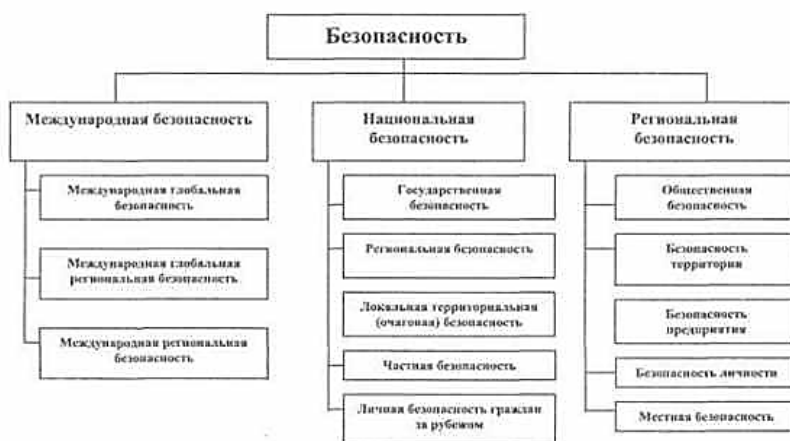 Безопасность
Международная безопасность
Международная глобальная
безопасность
Международная глобальная
региональная безопасность
Международная региональная
безопасность
Национальная
безопасность
Государственная
безопасность
Региональная безопасность
Локальная территориальная
(очаговая) безопасность
Частная безопасность
Личная безопасность граждан
за рубежом
Региональная
безопасность
Общественная
безопасность
Безопасность
территории
Безопасность
предприятия
Безопасность личности
Местная безопасность